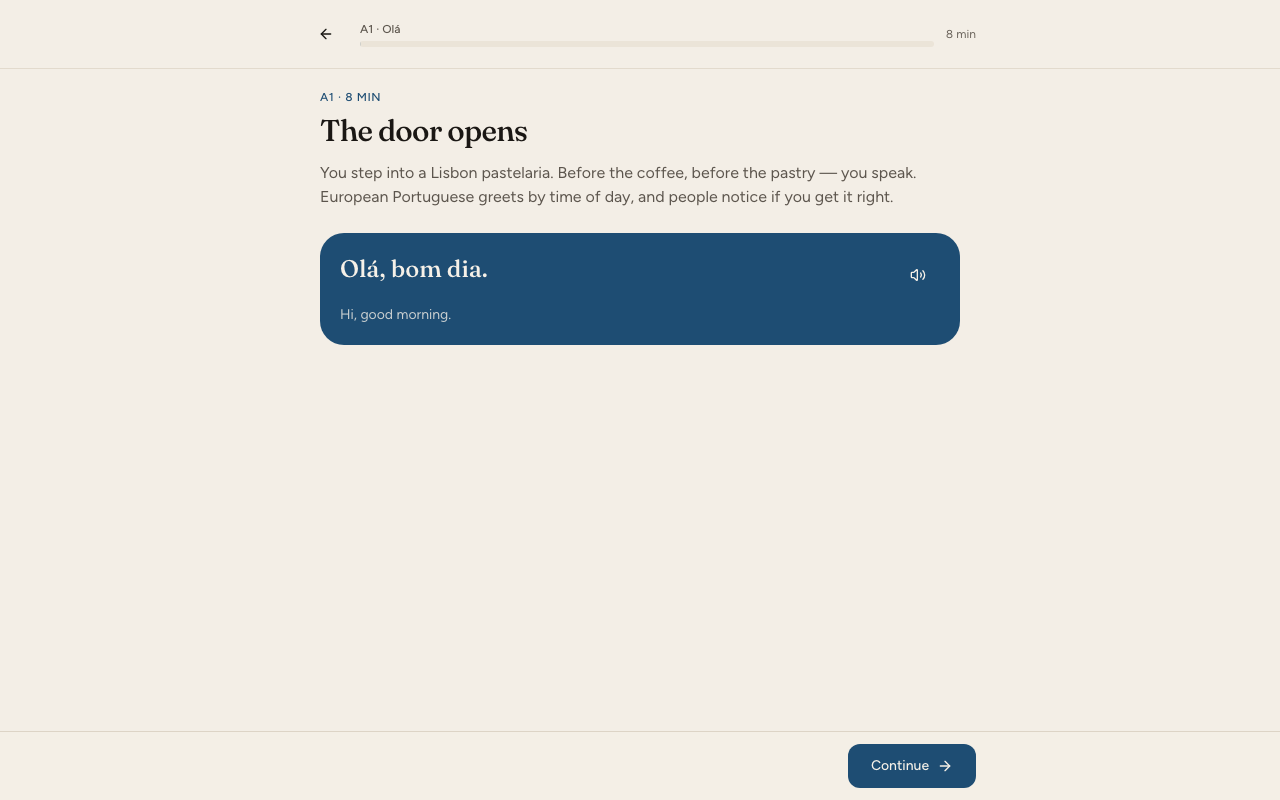 A1 · Olá
8 min
A1 · 8 MIN
The door opens
You step into a Lisbon pastelaria. Before the coffee, before the pastry — you speak.
European Portuguese greets by time of day, and people notice if you get it right.
Olá, bom dia.
Hi, good morning.
Continue